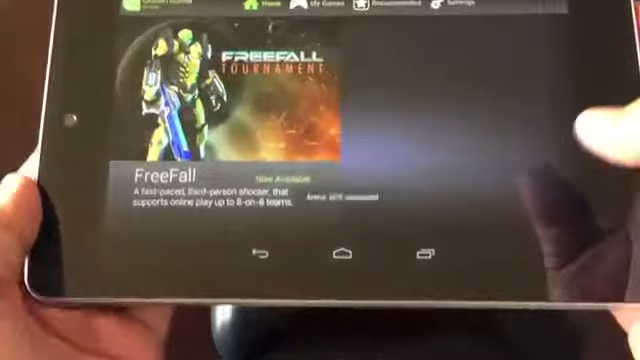 Home My Games Recommended Settings
FREEFALL
TOURNAMENT
FreeFall Now Available
A fast-paced, third-person shooter, that
supports online play up to 8-on-8 teams.